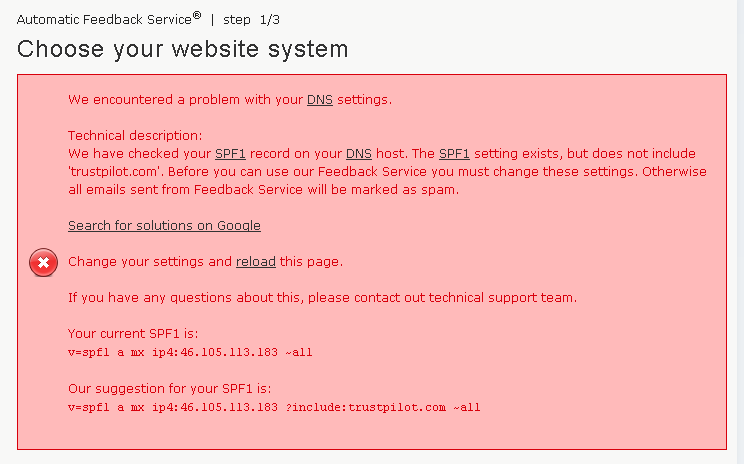 Automatic Feedback Service® | step 1/3
Choose your website system
We encountered a problem with your DNS settings.
Technical description:
We have checked your SPF1 record on your DNS host. The SPF1 setting exists, but does not include
'trustpilot.com'. Before you can use our Feedback Service you must change these settings. Otherwise
all emails sent from Feedback Service will be marked as spam.
Search for solutions on Google
Change your settings and reload this page.
If you have any questions about this, please contact out technical support team.
Your current SPF1 is:
v=spf1 a mx ip4:46.105.113.183 ~all
Our suggestion for your SPF1 is:
v=spf1 a mx ip4:46.105.113.183 ?include:trustpilot.com ~all